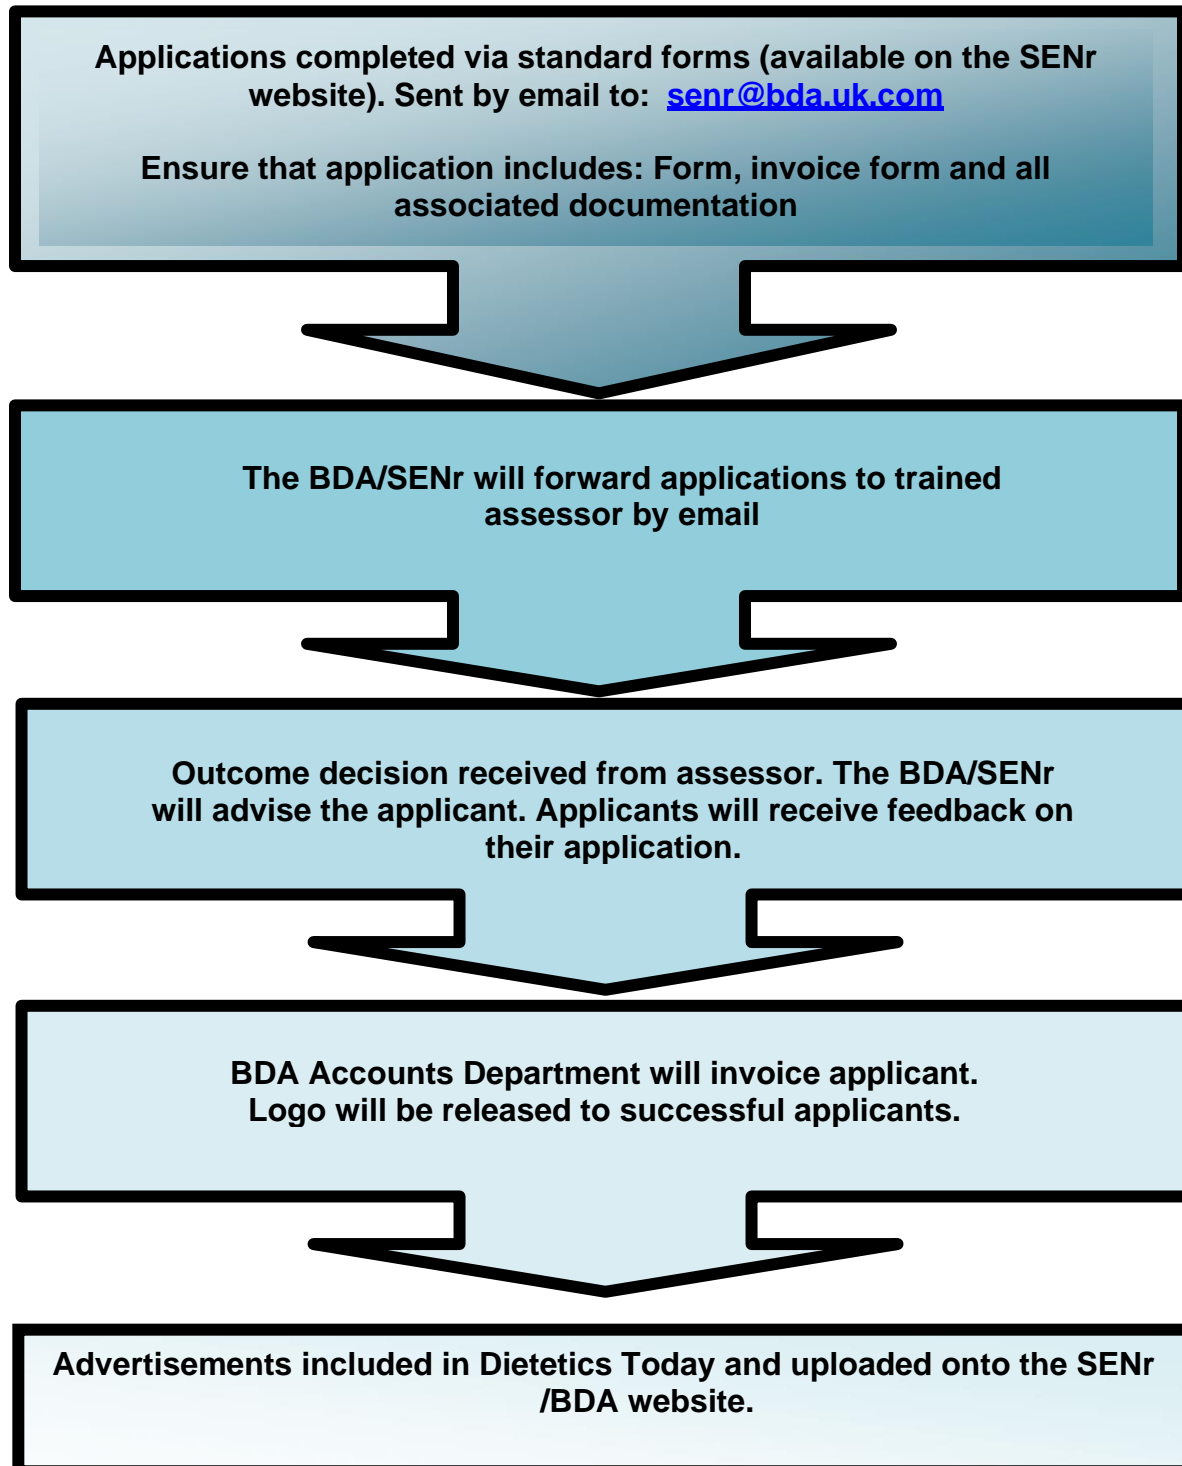 Applications completed via standard forms (available on the SENr
website). Sent by email to: senr@bda.uk.com
Ensure that application includes: Form, invoice form and all
associated documentation
The BDA/SENr will forward applications to trained
assessor by email
Outcome decision received from assessor. The BDA/SENr
will advise the applicant. Applicants will receive feedback on
their application.
BDA Accounts Department will invoice applicant.
Logo will be released to successful applicants.
Advertisements included in Dietetics Today and uploaded onto the SENr
/BDA website.